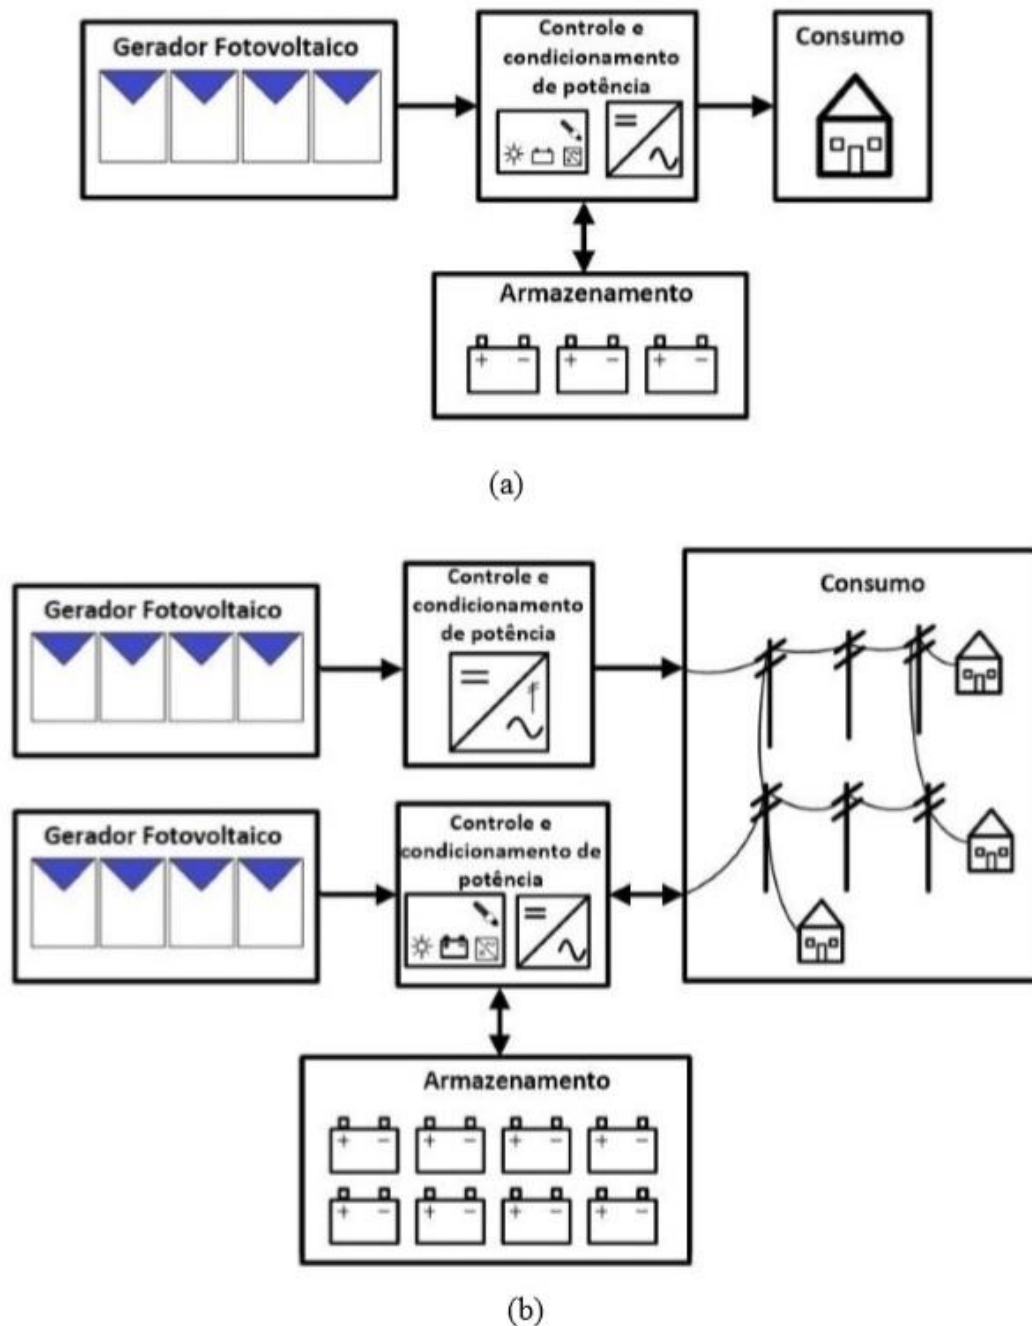 Gerador Fotovoltaico
Controle e
condicionamento
de potência
Consumo
Armazenamento
+ − + − + −
(a)
Gerador Fotovoltaico
Controle e
condicionamento
de potência
Consumo
Gerador Fotovoltaico
Controle e
condicionamento de
potência
Armazenamento
+ − + − + − + −
+ − + − + − + −
(b)